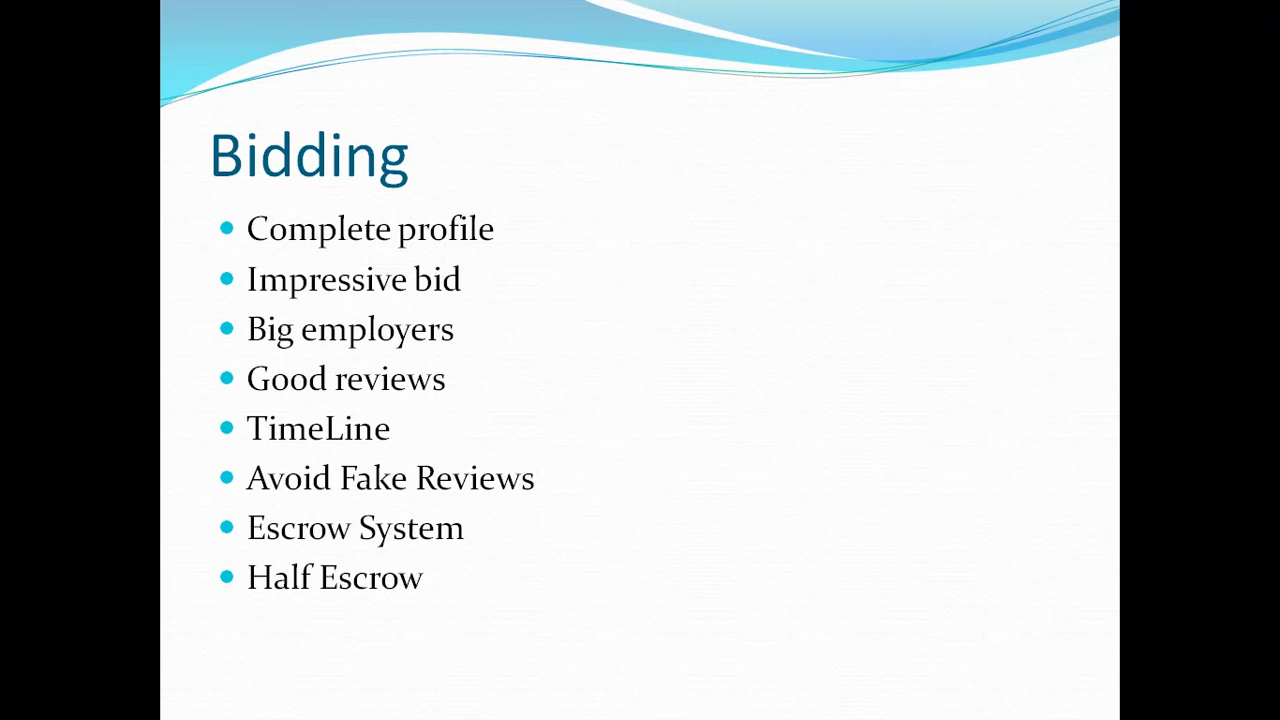 Bidding
Complete profile
Impressive bid
Big employers
Good reviews
TimeLine
Avoid Fake Reviews
Escrow System
Half Escrow